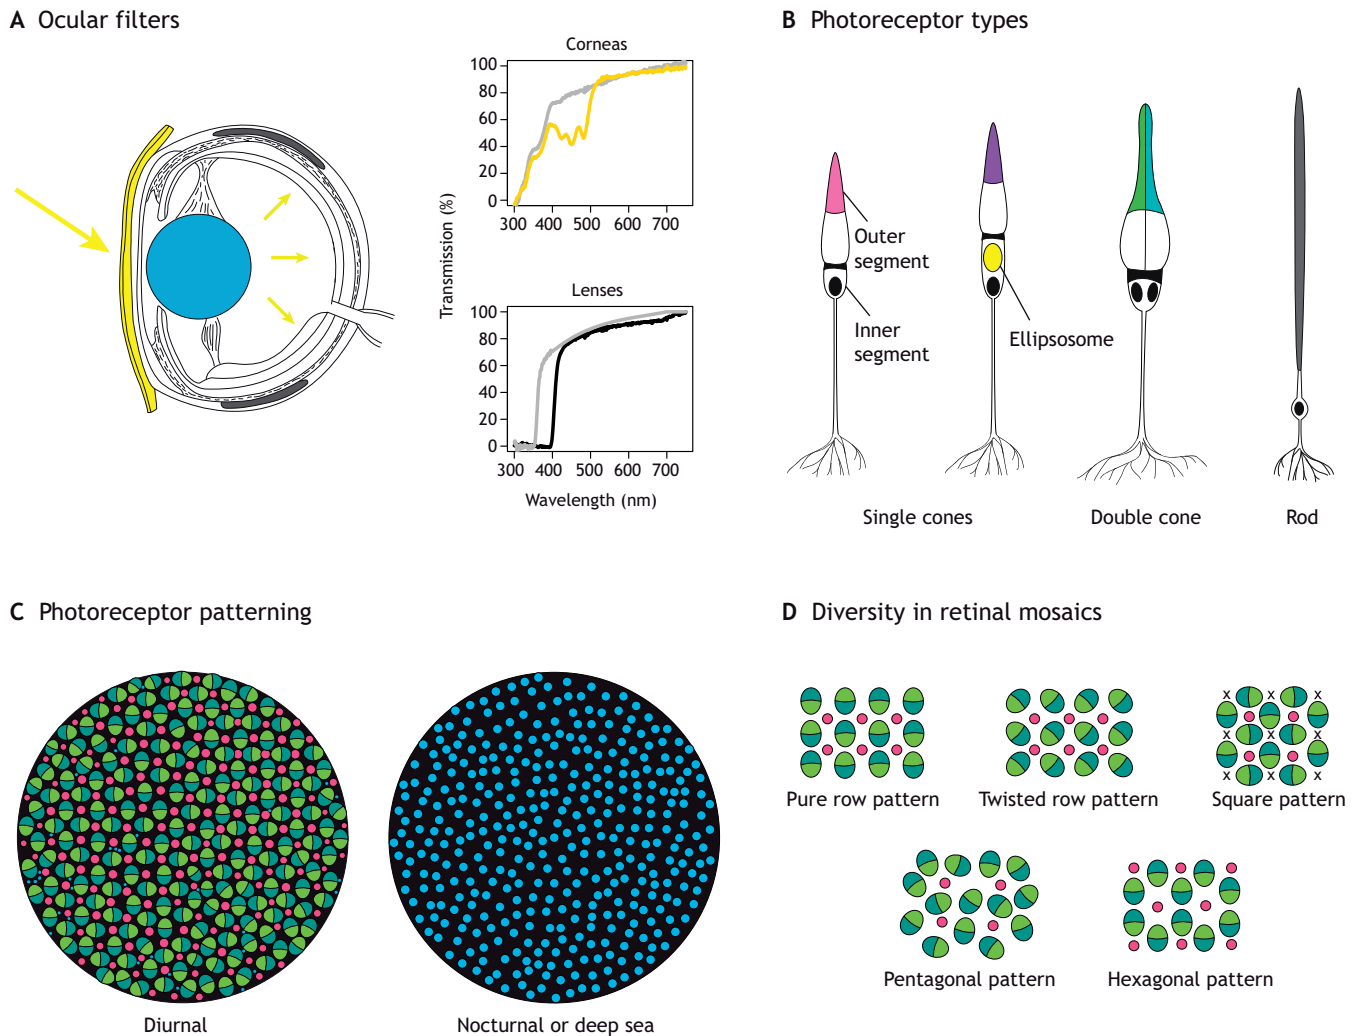 A Ocular filters
Corneas
100
80
60
40
20
0
300 400 500 600 700
Transmission (%)
Lenses
100
80
60
40
20
0
300 400 500 600 700
Wavelength (nm)
B Photoreceptor types
Outer
segment
Inner
segment
Ellipsosome
Single cones
Double cone
Rod
C Photoreceptor patterning
Diurnal
Nocturnal or deep sea
D Diversity in retinal mosaics
x x x
x x x
x x x
Pure row pattern
Twisted row pattern
Square pattern
Pentagonal pattern
Hexagonal pattern